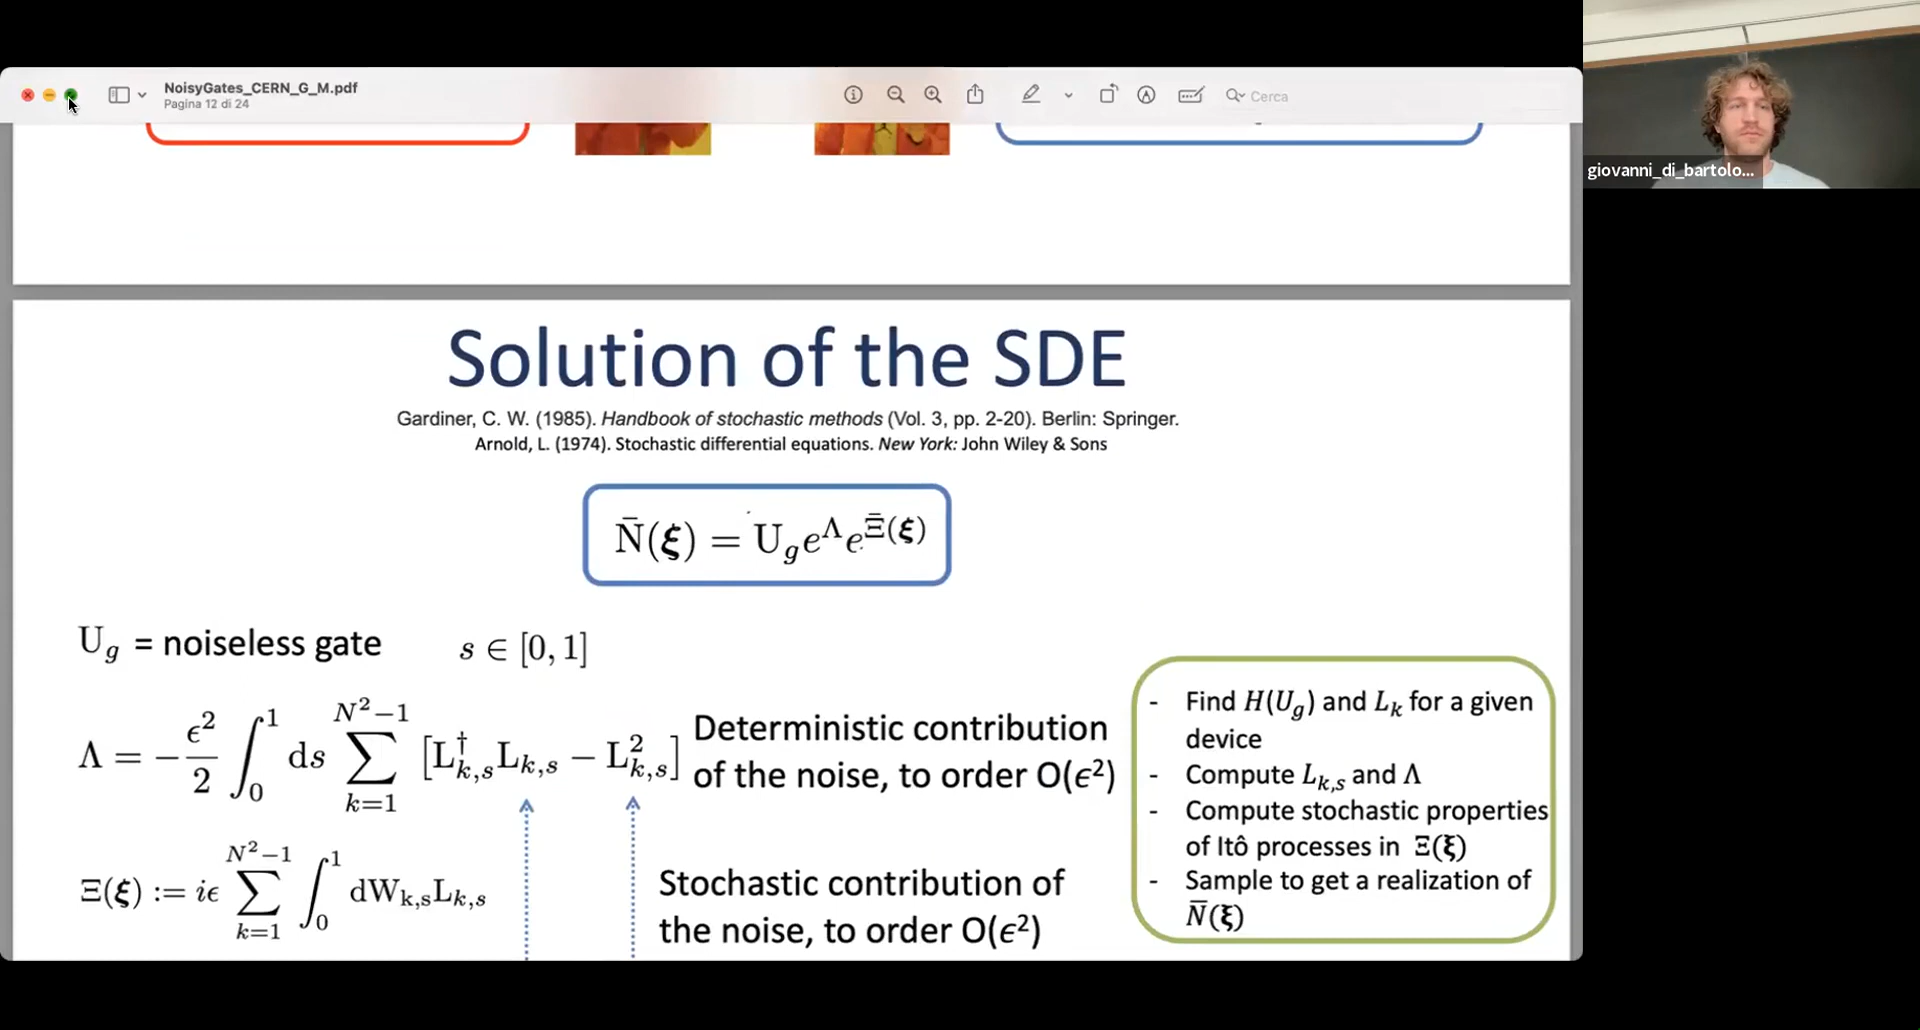 NoisyGates_CERN_G_M.pdf
Pagina 12 di 24
Cerca
giovanni_di_bartolo...
Solution of the SDE
Gardiner, C. W. (1985). Handbook of stochastic methods (Vol. 3, pp. 2-20). Berlin: Springer.
Arnold, L. (1974). Stochastic differential equations. New York: John Wiley & Sons
N̄(ξ) = U_g e^Λ e^Ξ̄(ξ)
U_g = noiseless gate s ∈ [0, 1]
Λ = −ϵ²/2 ∫₀¹ ds ∑_{k=1}^{N²−1} [L†_{k,s}L_{k,s} − L²_{k,s}]
Deterministic contribution
of the noise, to order O(ϵ²)
Ξ(ξ) := iϵ ∑_{k=1}^{N²−1} ∫₀¹ dW_{k,s}L_{k,s}
Stochastic contribution of
the noise, to order O(ϵ²)
- Find H(U_g) and L_k for a given
device
- Compute L_{k,s} and Λ
- Compute stochastic properties
of Itô processes in Ξ(ξ)
- Sample to get a realization of
N̄(ξ)